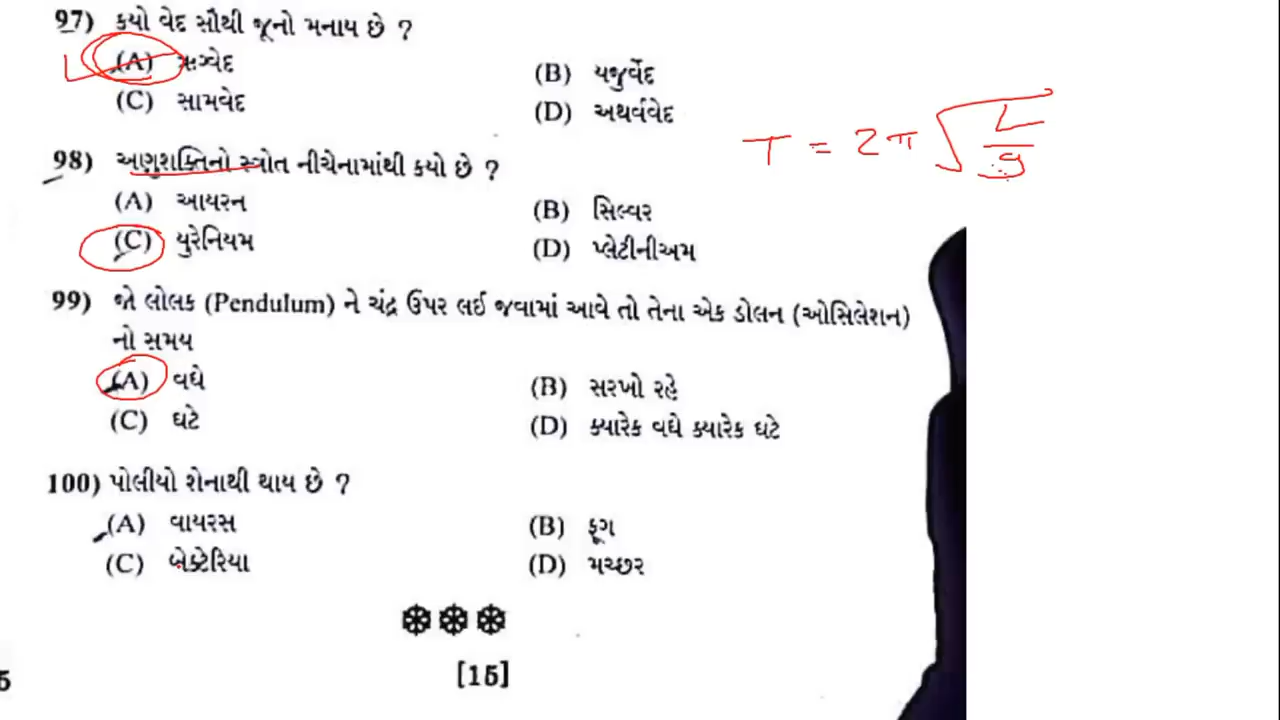 97) કયો વેદ સૌથી જૂનો મનાય છે ?
(A) ઋગ્વેદ
(B) યજુર્વેદ
(C) સામવેદ
(D) અથર્વવેદ
T = 2π √L/g
98) અણુશક્તિનો સ્ત્રોત નીચેનામાંથી કયો છે ?
(A) આયરન
(B) સિલ્વર
(C) યુરેનિયમ
(D) પ્લેટીનીઅમ
99) જો લોલક (Pendulum) ને ચંદ્ર ઉપર લઈ જવામાં આવે તો તેના એક ડોલન (ઓસિલેશન)
નો સમય
(A) વધે
(B) સરખો રહે
(C) ઘટે
(D) ક્યારેક વધે ક્યારેક ઘટે
100) પોલીયો શેનાથી થાય છે ?
(A) વાયરસ
(B) ફૂગ
(C) બેક્ટેરિયા
(D) મચ્છર
[15]
5